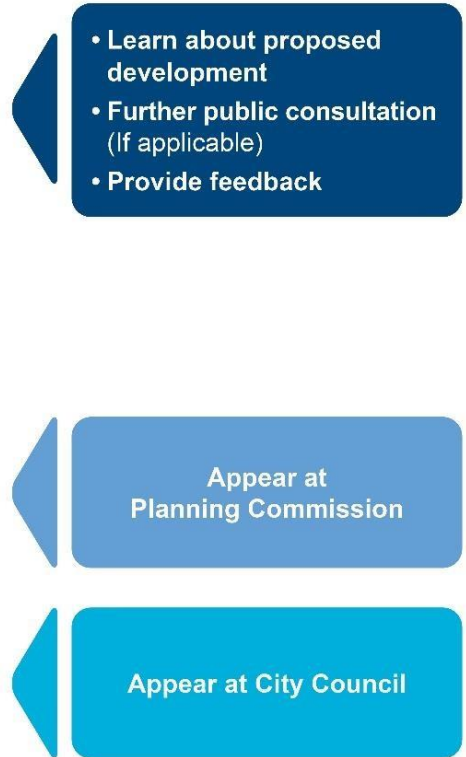 • Learn about proposed
development
• Further public consultation
(If applicable)
• Provide feedback
Appear at
Planning Commission
Appear at City Council